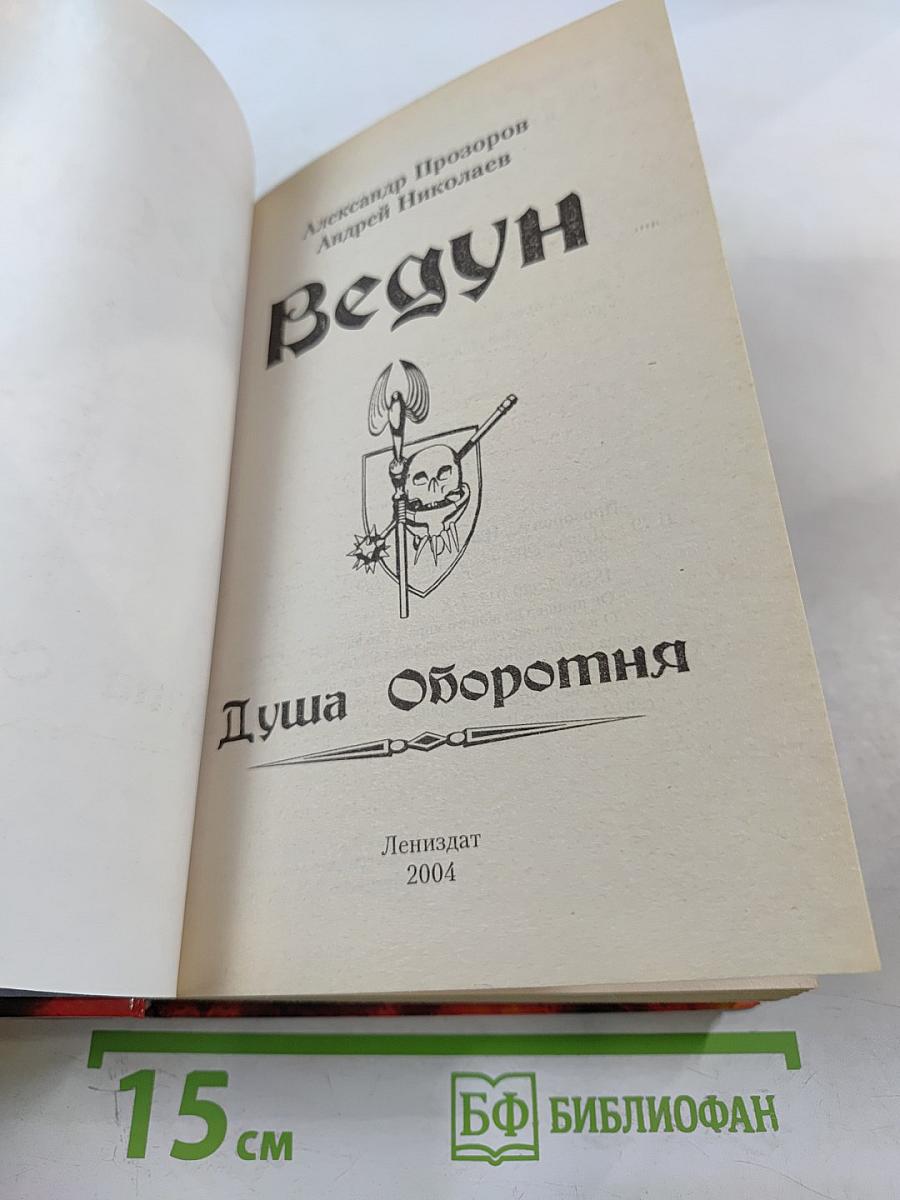 Александр Прозоров
Андрей Николаев
Ведун
Душа Оборотня
Лениздат
2004
15 см
БФ БИБЛИОФАН